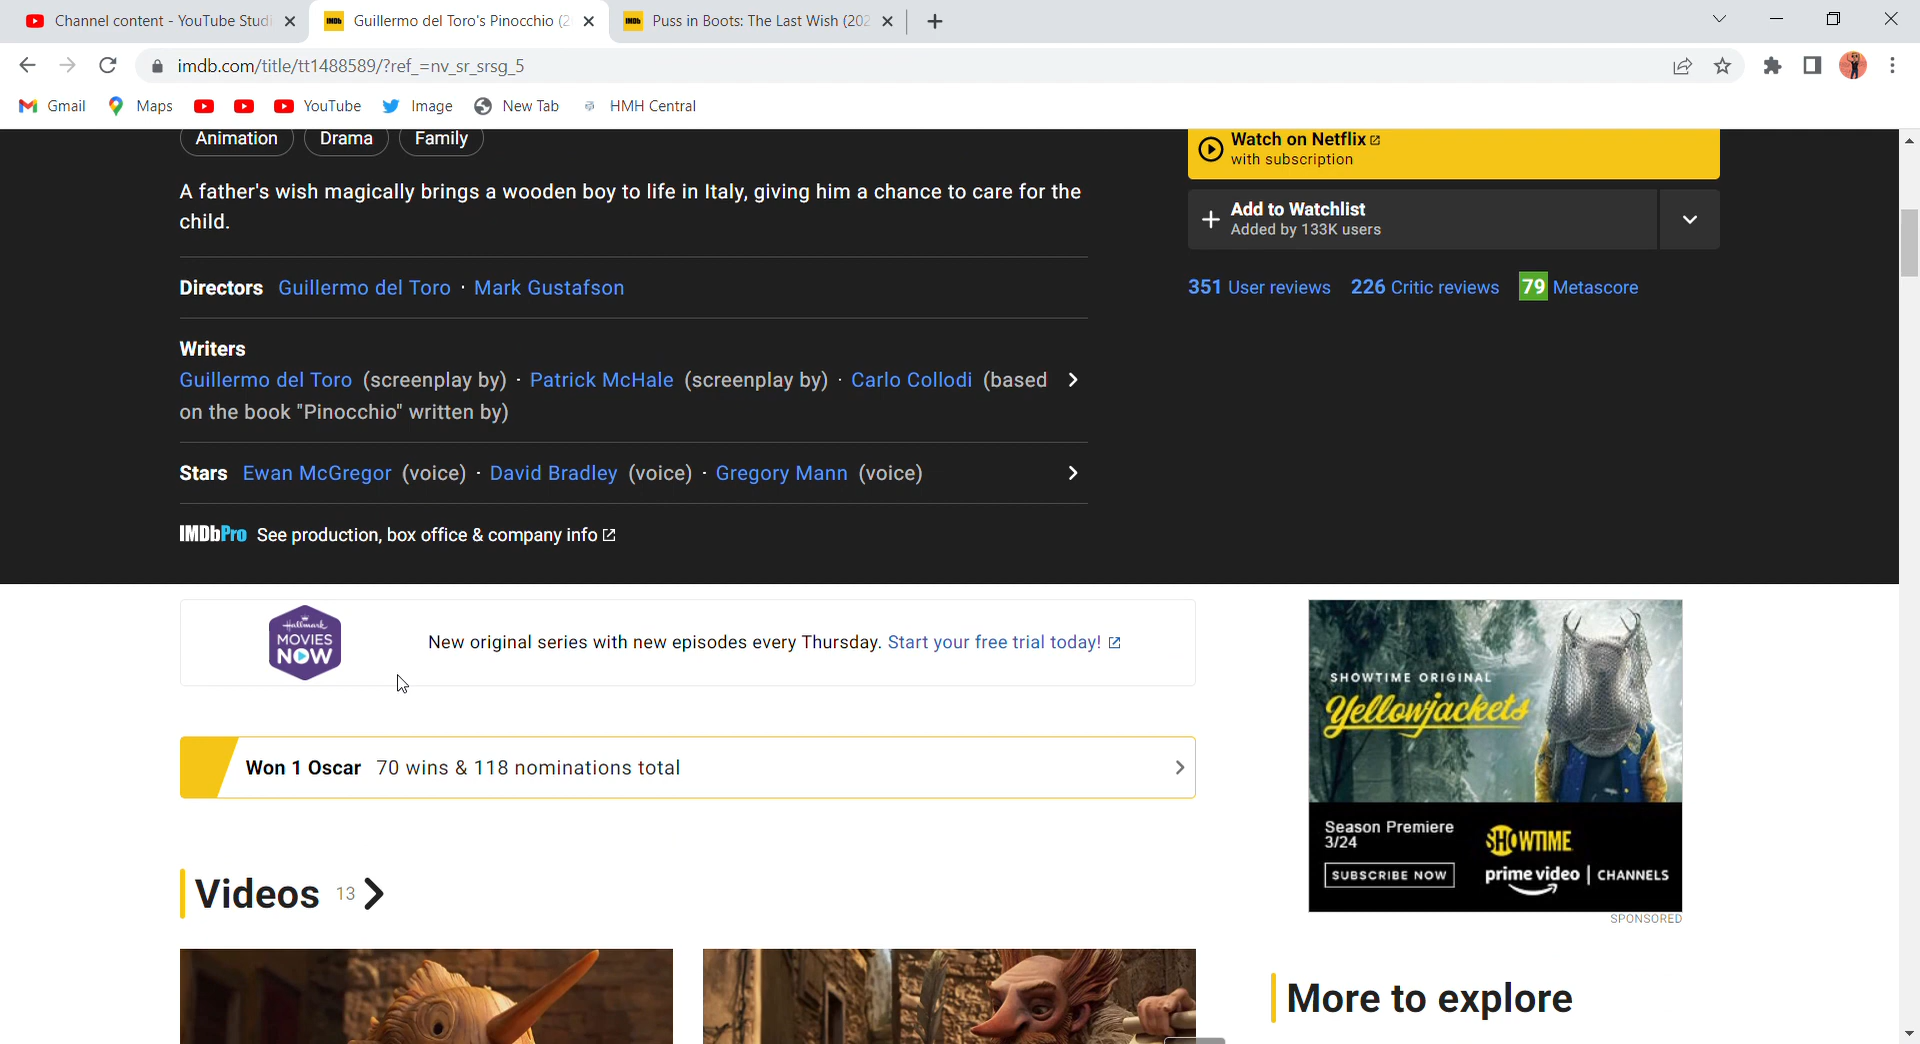 Channel content - YouTube Studi
Guillermo del Toro's Pinocchio (2
Puss in Boots: The Last Wish (202
imdb.com/title/tt1488589/?ref_=nv_sr_srsg_5
Gmail
Maps
YouTube
Image
New Tab
HMH Central
Animation
Drama
Family
A father's wish magically brings a wooden boy to life in Italy, giving him a chance to care for the
child.
Directors Guillermo del Toro · Mark Gustafson
Writers
Guillermo del Toro (screenplay by) · Patrick McHale (screenplay by) · Carlo Collodi (based
on the book "Pinocchio" written by)
Stars Ewan McGregor (voice) · David Bradley (voice) · Gregory Mann (voice)
IMDbPro See production, box office & company info
Watch on Netflix
with subscription
Add to Watchlist
Added by 133K users
351 User reviews 226 Critic reviews 79 Metascore
Hallmark
MOVIES
NOW
New original series with new episodes every Thursday. Start your free trial today!
Won 1 Oscar 70 wins & 118 nominations total
Videos 13
SHOWTIME ORIGINAL
Yellowjackets
Season Premiere
3/24
SUBSCRIBE NOW
SHOWTIME
prime video | CHANNELS
SPONSORED
More to explore